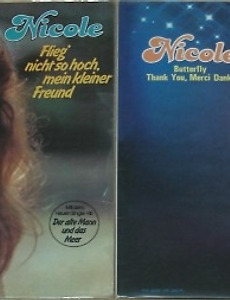 Nicole
Flieg'
nicht so hoch,
mein kleiner
Freund
Der alte Mann
und das
Meer
Nicole
Butterfly
Thank You, Merci Dank